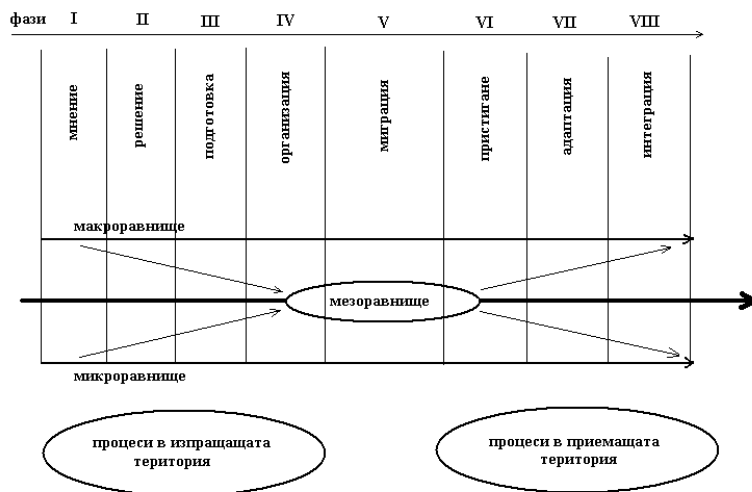 фази I II III IV V VI VII VIII
мнение
решение
подготовка
организация
миграция
пристигане
адаптация
интеграция
макроравнище
мезоравнище
микроравнище
процеси в изпращащата
територия
процеси в приемащата
територия